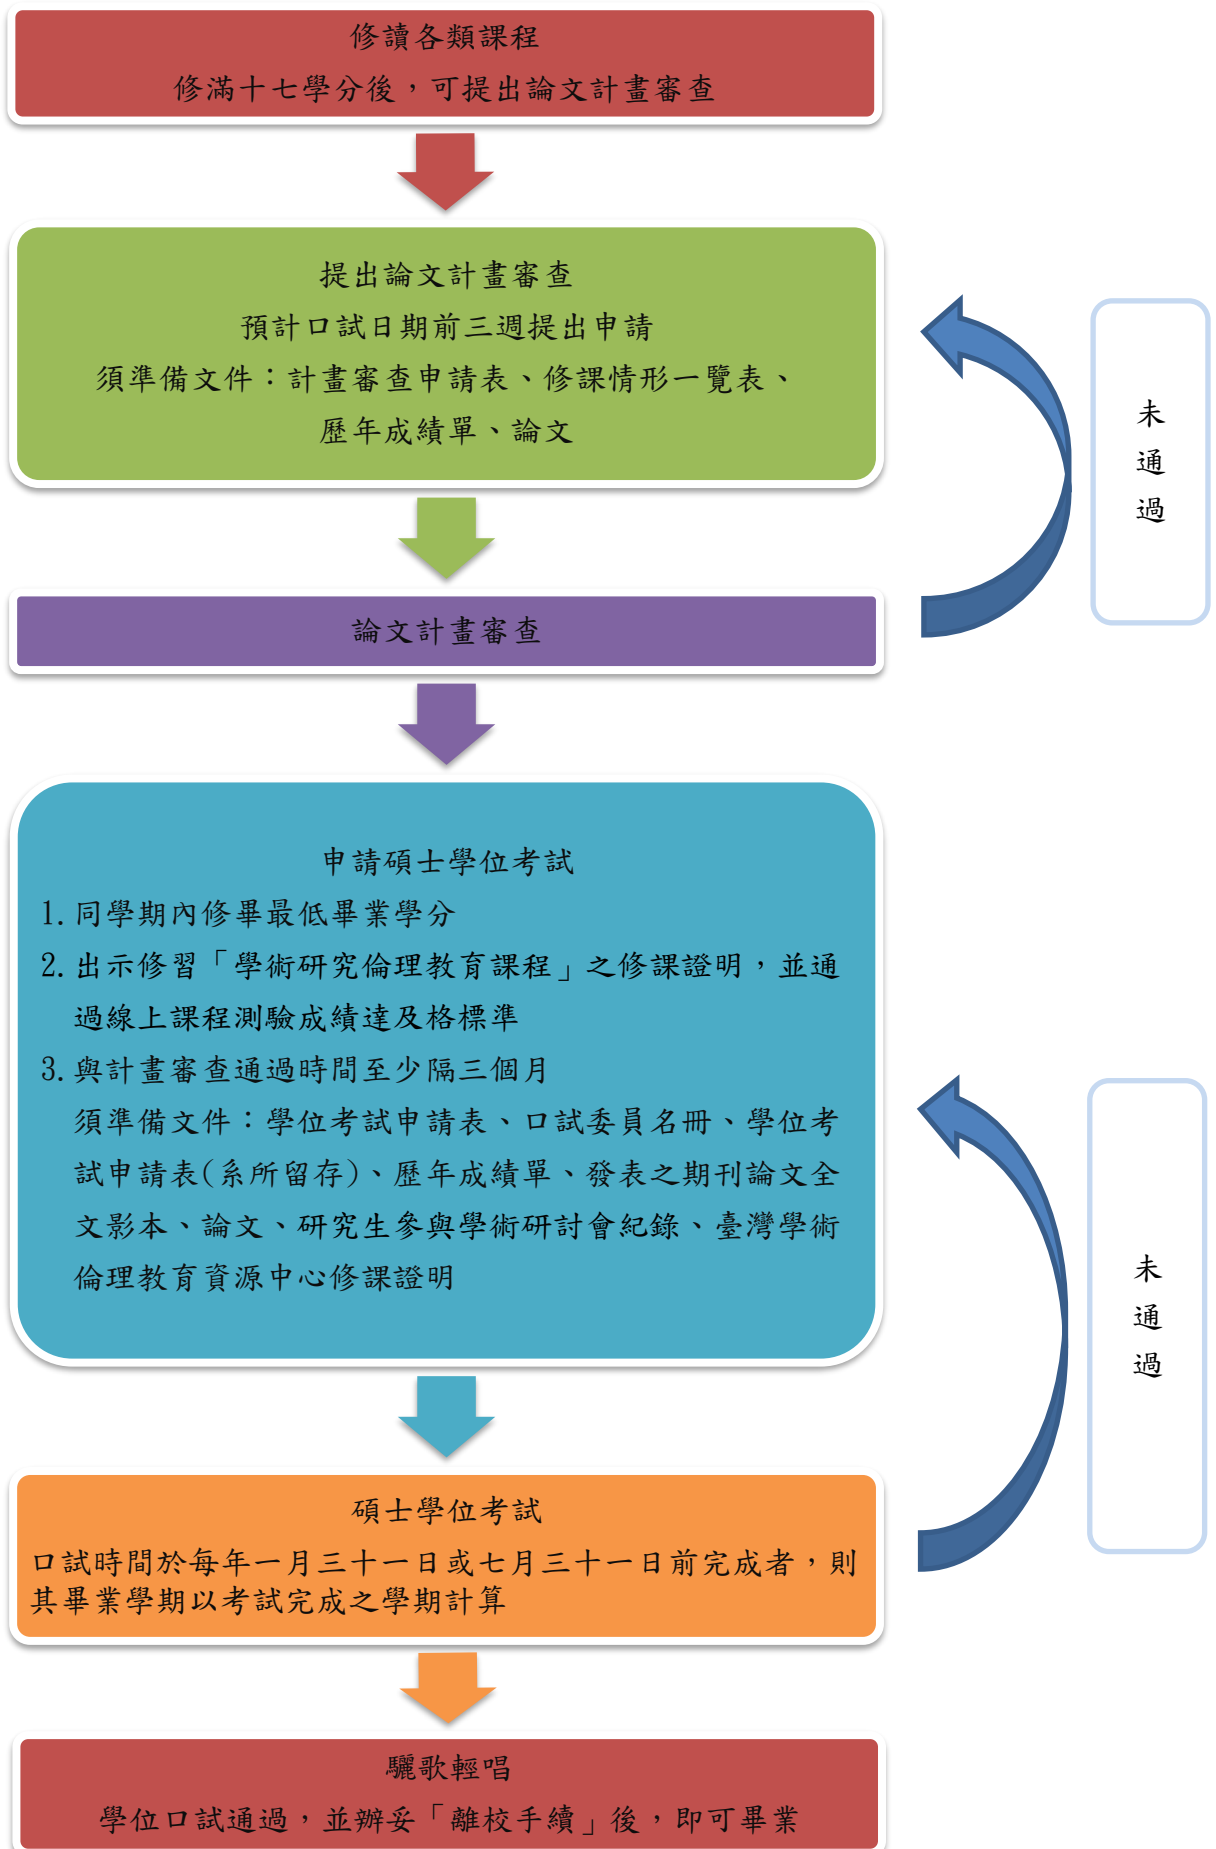 修讀各類課程
修滿十七學分後，可提出論文計畫審查
提出論文計畫審查
預計口試日期前三週提出申請
須準備文件：計畫審查申請表、修課情形一覽表、
歷年成績單、論文
未
通
過
論文計畫審查
申請碩士學位考試
1.同學期內修畢最低畢業學分
2.出示修習「學術研究倫理教育課程」之修課證明，並通
過線上課程測驗成績達及格標準
3.與計畫審查通過時間至少隔三個月
須準備文件：學位考試申請表、口試委員名冊、學位考
試申請表(系所留存)、歷年成績單、發表之期刊論文全
文影本、論文、研究生參與學術研討會紀錄、臺灣學術
倫理教育資源中心修課證明
未
通
過
碩士學位考試
口試時間於每年一月三十一日或七月三十一日前完成者，則
其畢業學期以考試完成之學期計算
驪歌輕唱
學位口試通過，並辦妥「離校手續」後，即可畢業